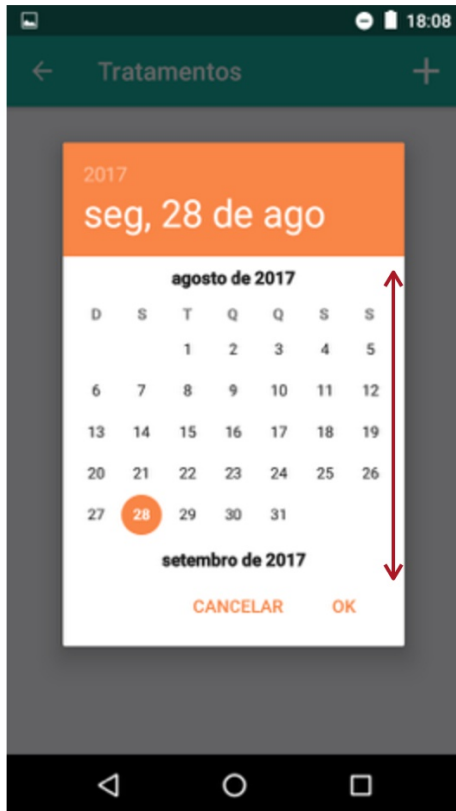 18:08
Tratamentos
2017
seg, 28 de ago
agosto de 2017
D S T Q Q S S
1 2 3 4 5
6 7 8 9 10 11 12
13 14 15 16 17 18 19
20 21 22 23 24 25 26
27 28 29 30 31
setembro de 2017
CANCELAR OK